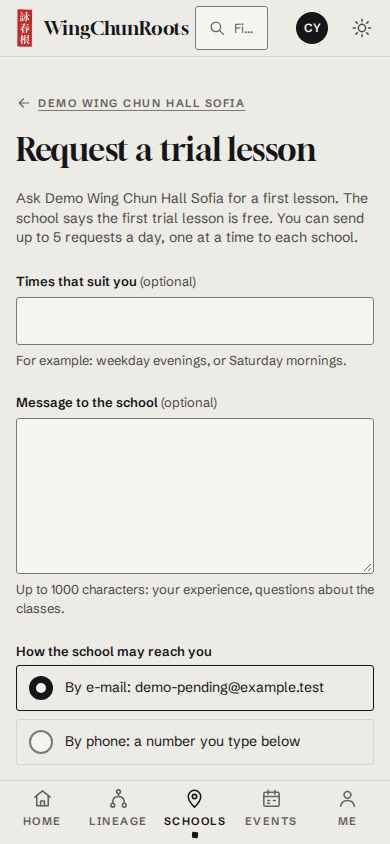 詠春根
WingChunRoots
Fi...
CY
DEMO WING CHUN HALL SOFIA
Request a trial lesson
Ask Demo Wing Chun Hall Sofia for a first lesson. The
school says the first trial lesson is free. You can send
up to 5 requests a day, one at a time to each school.
Times that suit you (optional)
For example: weekday evenings, or Saturday mornings.
Message to the school (optional)
Up to 1000 characters: your experience, questions about the
classes.
How the school may reach you
By e-mail: demo-pending@example.test
By phone: a number you type below
HOME
LINEAGE
SCHOOLS
EVENTS
ME